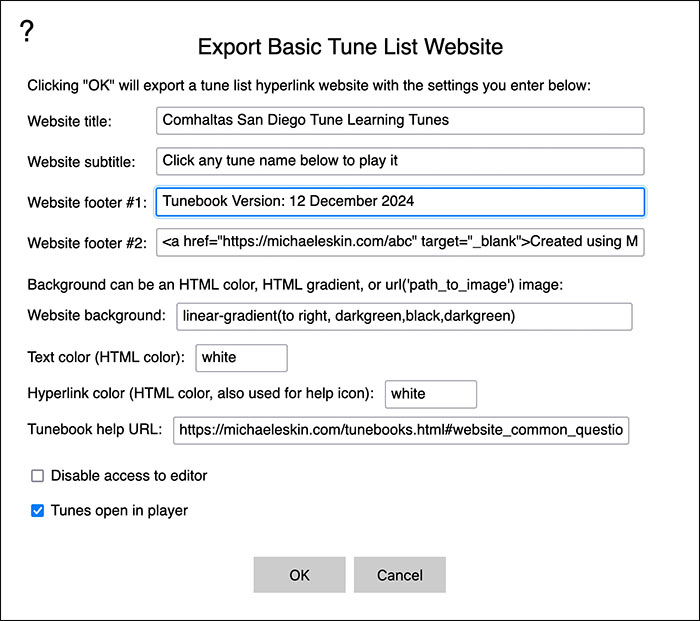 ?
Export Basic Tune List Website
Clicking "OK" will export a tune list hyperlink website with the settings you enter below:
Website title: Comhaltas San Diego Tune Learning Tunes
Website subtitle: Click any tune name below to play it
Website footer #1: Tunebook Version: 12 December 2024
Website footer #2: <a href="https://michaeleskin.com/abc" target="_blank">Created using M
Background can be an HTML color, HTML gradient, or url('path_to_image') image:
Website background: linear-gradient(to right, darkgreen,black,darkgreen)
Text color (HTML color): white
Hyperlink color (HTML color, also used for help icon): white
Tunebook help URL: https://michaeleskin.com/tunebooks.html#website_common_questio
Disable access to editor
Tunes open in player
OK Cancel